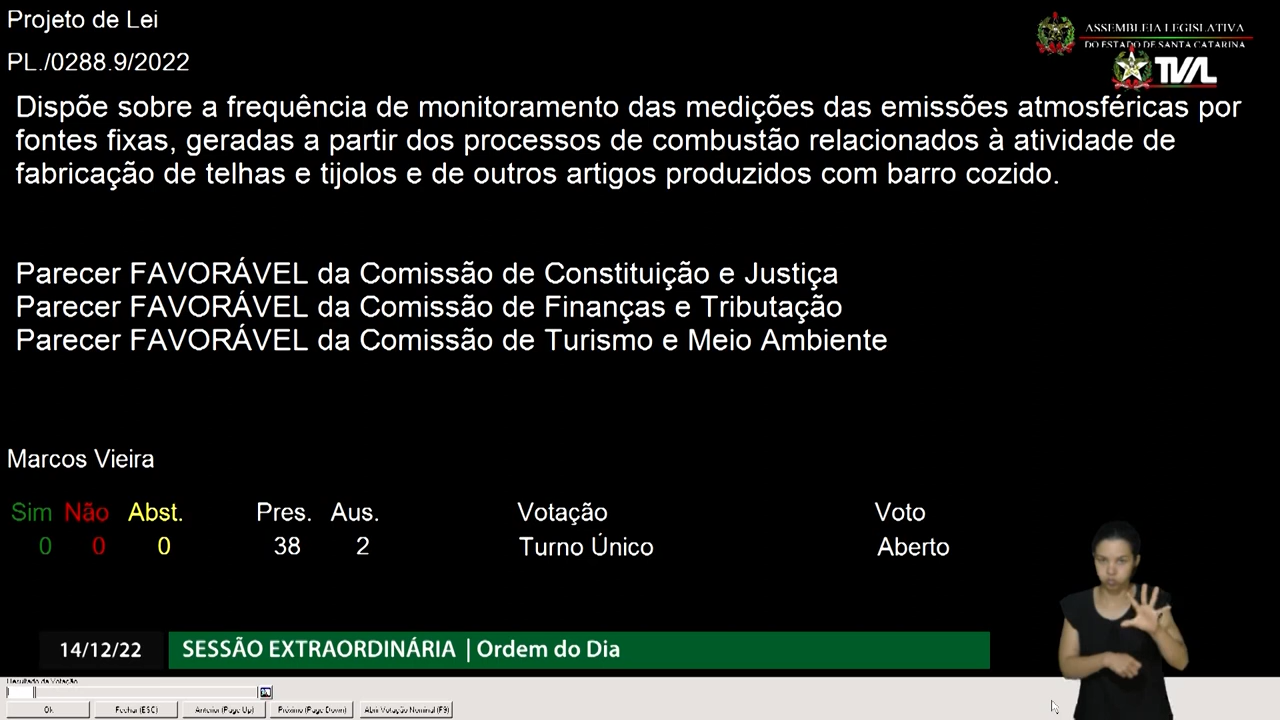 Projeto de Lei
ASSEMBLEIA LEGISLATIVA
DO ESTADO DE SANTA CATARINA
PL./0288.9/2022
TVAL
Dispõe sobre a frequência de monitoramento das medições das emissões atmosféricas por
fontes fixas, geradas a partir dos processos de combustão relacionados à atividade de
fabricação de telhas e tijolos e de outros artigos produzidos com barro cozido.
Parecer FAVORÁVEL da Comissão de Constituição e Justiça
Parecer FAVORÁVEL da Comissão de Finanças e Tributação
Parecer FAVORÁVEL da Comissão de Turismo e Meio Ambiente
Marcos Vieira
Sim Não Abst. Pres. Aus. Votação Voto
0 0 0 38 2 Turno Único Aberto
14/12/22 SESSÃO EXTRAORDINÁRIA | Ordem do Dia
Resultado da Votação
Ok Fechar (ESC) Anterior (Page Up) Próximo (Page Down) Abrir Votação Nominal (F9)